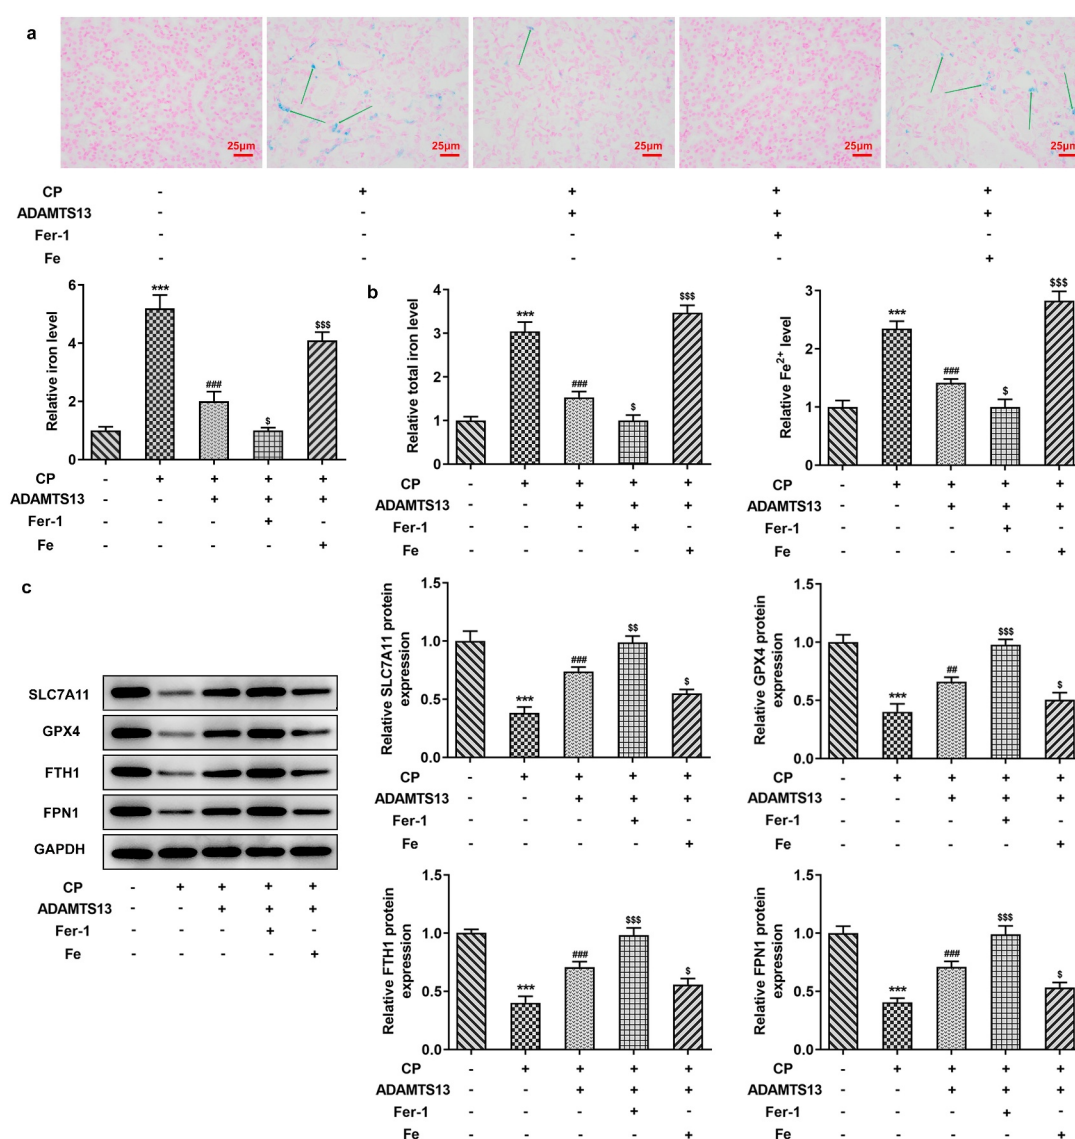 a
25μm 25μm 25μm 25μm 25μm
CP - + + + +
ADAMTS13 - - + + +
Fer-1 - - - + -
Fe - - - - +
Relative iron level
6
4
2
0
*** ### $ $$$
CP - + + + +
ADAMTS13 - - + + +
Fer-1 - - - + -
Fe - - - - +
b
Relative total iron level
4
3
2
1
0
*** ### $ $$$
CP - + + + +
ADAMTS13 - - + + +
Fer-1 - - - + -
Fe - - - - +
Relative Fe²⁺ level
3
2
1
0
*** ### $ $$$
CP - + + + +
ADAMTS13 - - + + +
Fer-1 - - - + -
Fe - - - - +
c
SLC7A11
GPX4
FTH1
FPN1
GAPDH
CP - + + + +
ADAMTS13 - - + + +
Fer-1 - - - + -
Fe - - - - +
Relative SLC7A11 protein
expression
1.5
1.0
0.5
0.0
*** ### $$ $
CP - + + + +
ADAMTS13 - - + + +
Fer-1 - - - + -
Fe - - - - +
Relative GPX4 protein
expression
1.5
1.0
0.5
0.0
*** ## $$$ $
CP - + + + +
ADAMTS13 - - + + +
Fer-1 - - - + -
Fe - - - - +
Relative FTH1 protein
expression
1.5
1.0
0.5
0.0
*** ### $$$ $
CP - + + + +
ADAMTS13 - - + + +
Fer-1 - - - + -
Fe - - - - +
Relative FPN1 protein
expression
1.5
1.0
0.5
0.0
*** ### $$$ $
CP - + + + +
ADAMTS13 - - + + +
Fer-1 - - - + -
Fe - - - - +